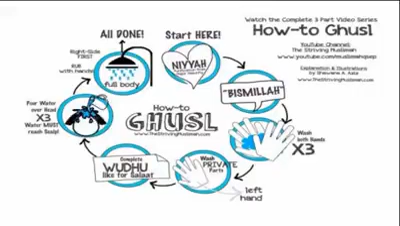 Watch the Complete 3 Part Video Series
How-to Ghusl
YouTube Channel:
The Striving Muslimah
Explanation & Illustrations
All DONE!
Start HERE!
NIYYAH
"BISMILLAH"
Wash
both Hands
X3
Wash
PRIVATE
Parts
left
hand
Complete
WUDHU
like for Salaat
Pour Water
over Head
X3
Water MUST
reach Scalp!
Right-Side
FIRST
Rub
with hands
full body
How-to
GHUSL
www.TheStrivingMuslimah.com